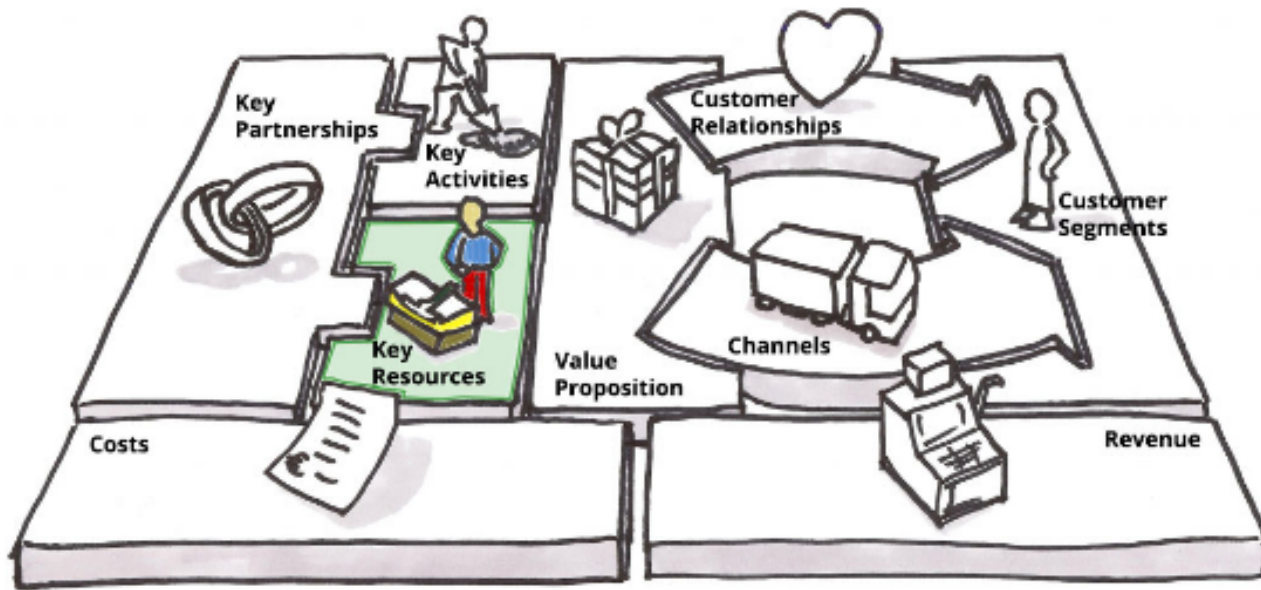 Key
Partnerships
Key
Activities
Key
Resources
Value
Proposition
Customer
Relationships
Channels
Customer
Segments
Costs
Revenue